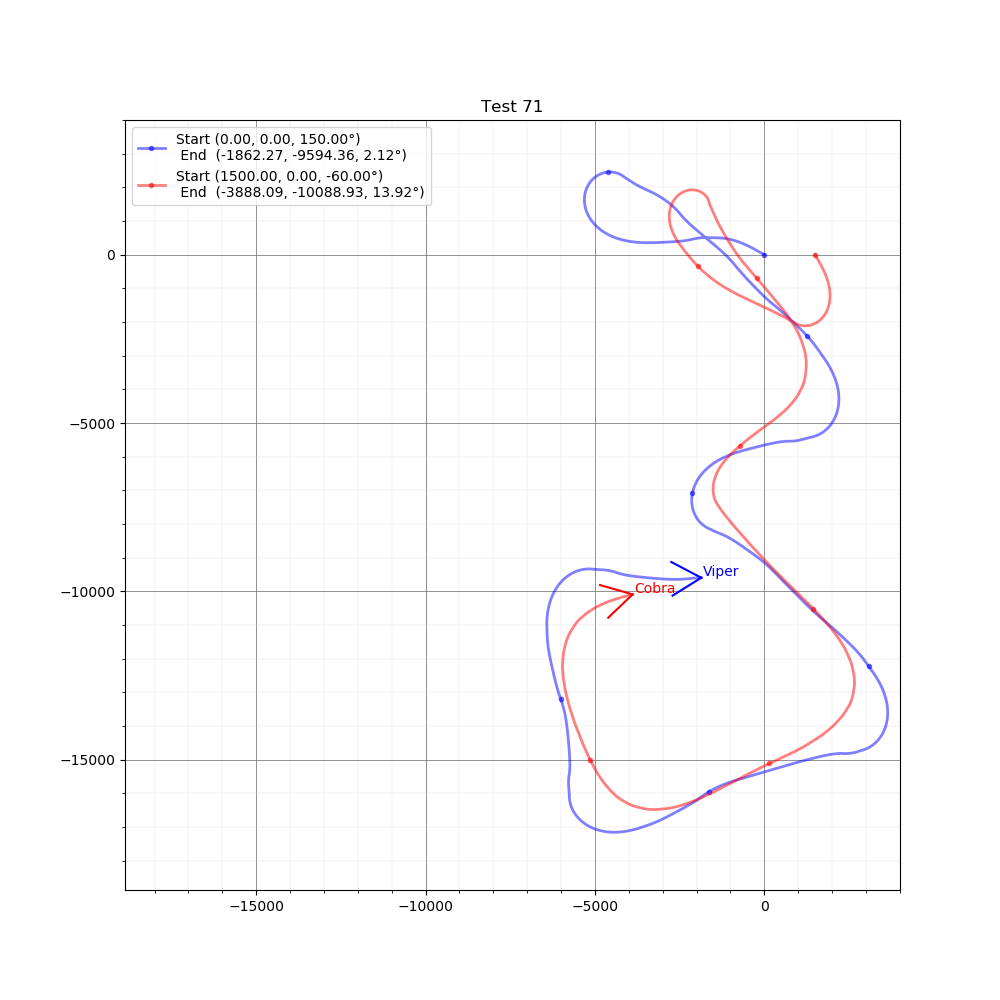 Test 71
Start (0.00, 0.00, 150.00°)
End (-1862.27, -9594.36, 2.12°)
Start (1500.00, 0.00, -60.00°)
End (-3888.09, -10088.93, 13.92°)
0
−5000
−10000
−15000
Viper
Cobra
−15000
−10000
−5000
0